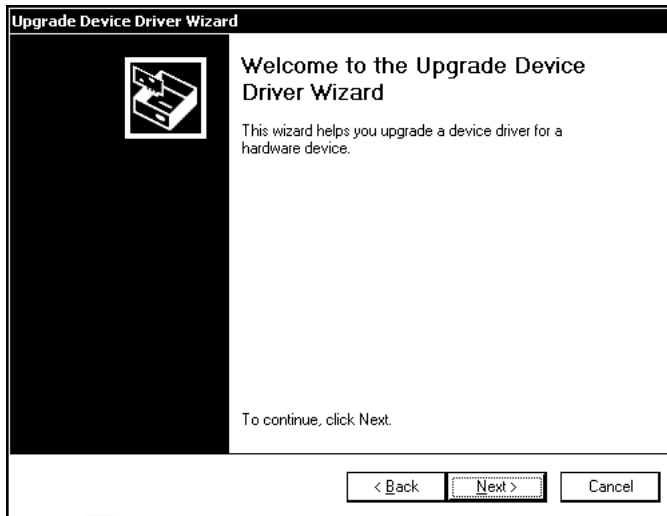 Upgrade Device Driver Wizard
Welcome to the Upgrade Device
Driver Wizard
This wizard helps you upgrade a device driver for a
hardware device.
To continue, click Next.
< Back
Next >
Cancel